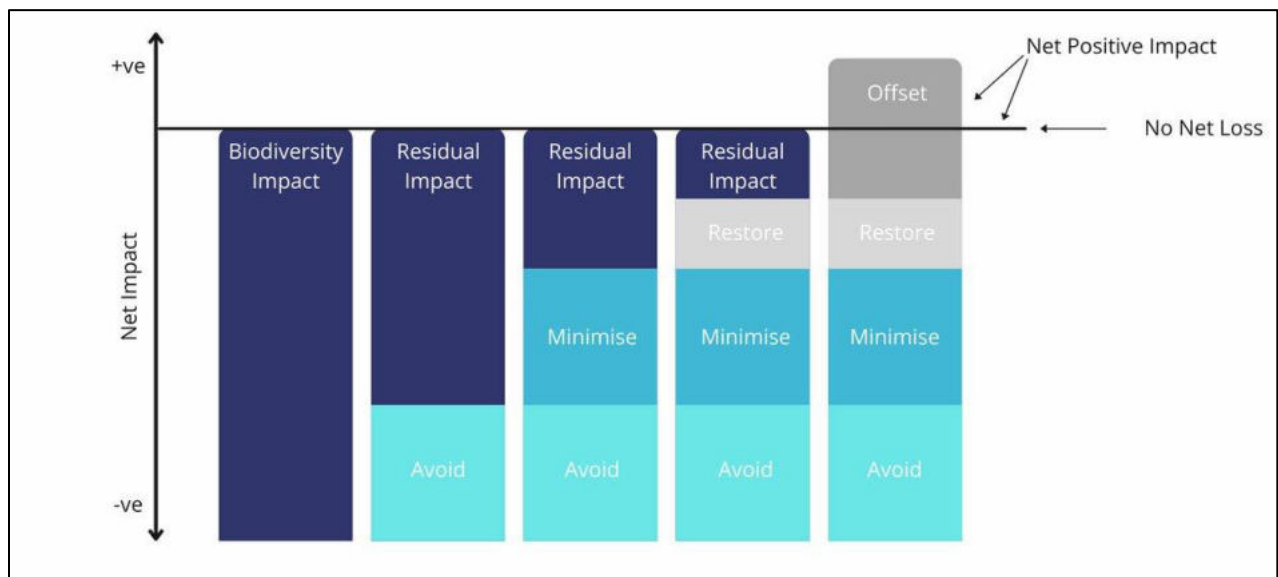 +ve
Net Positive Impact
Offset
No Net Loss
Biodiversity
Impact
Residual
Impact
Residual
Impact
Residual
Impact
Restore
Restore
Net Impact
Minimise
Minimise
Minimise
Avoid
Avoid
Avoid
Avoid
-ve